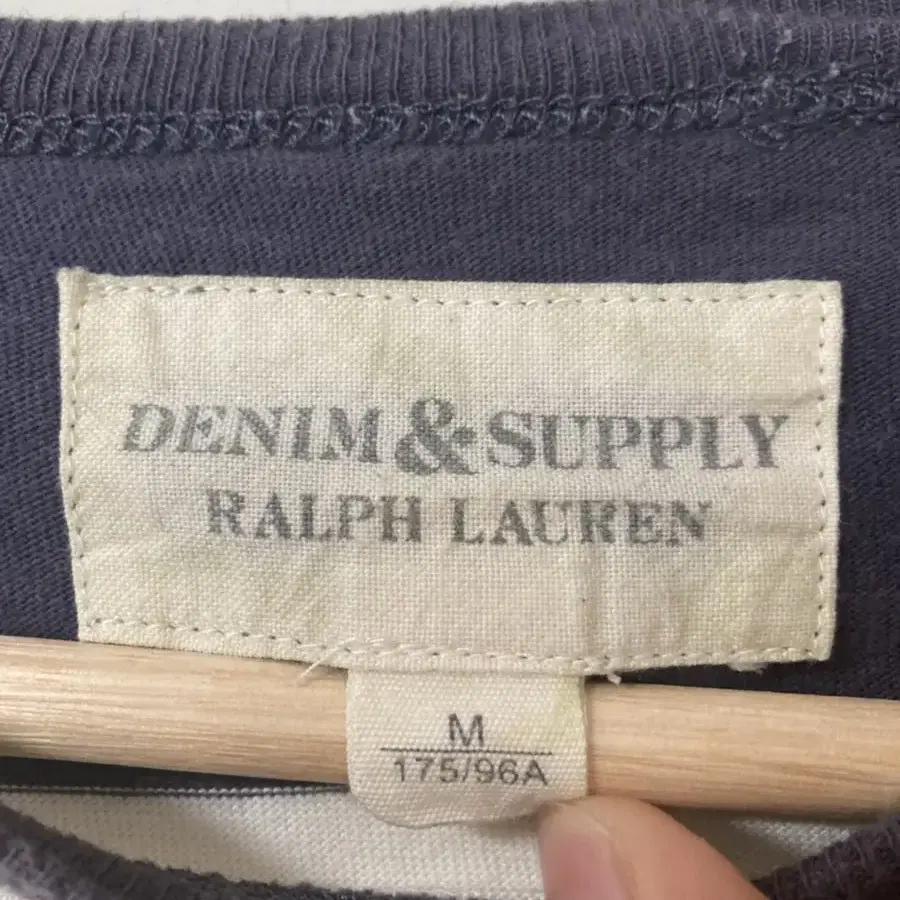 DENIM & SUPPLY
RALPH LAUREN
M
175/96A